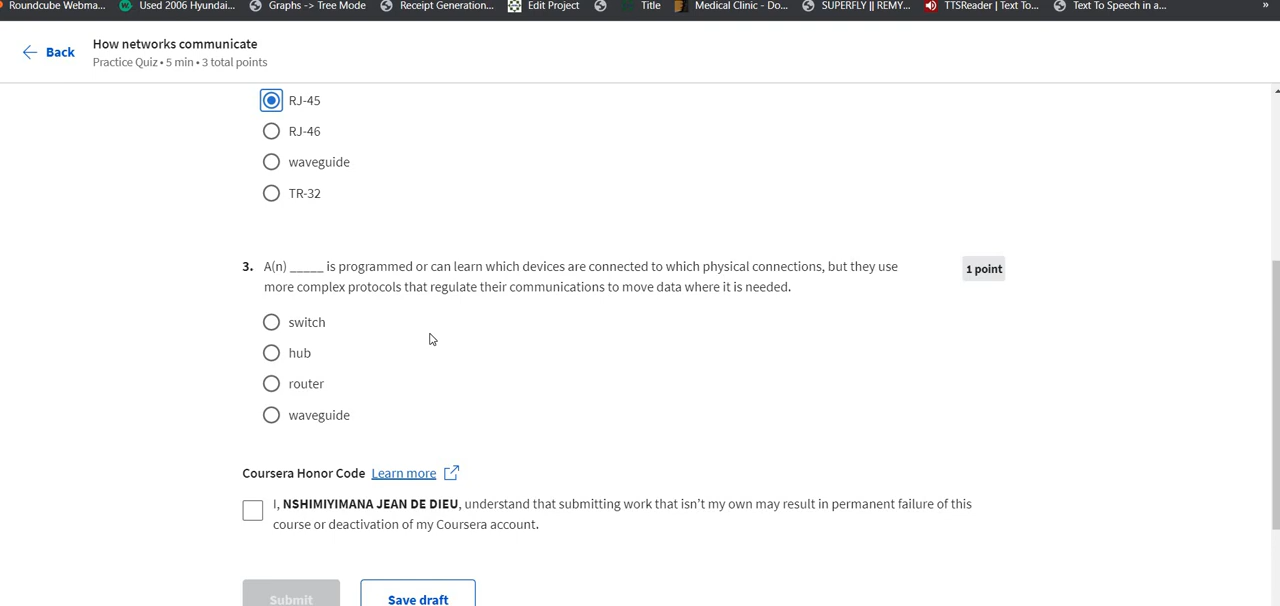 Roundcube Webma... Used 2006 Hyundai... Graphs -> Tree Mode Receipt Generation... Edit Project Title Medical Clinic - Do... SUPERFLY || REMY... TTSReader | Text To... Text To Speech in a... »
Back
How networks communicate
Practice Quiz • 5 min • 3 total points
RJ-45
RJ-46
waveguide
TR-32
3. A(n) _____ is programmed or can learn which devices are connected to which physical connections, but they use
more complex protocols that regulate their communications to move data where it is needed.
1 point
switch
hub
router
waveguide
Coursera Honor Code Learn more
I, NSHIMIYIMANA JEAN DE DIEU, understand that submitting work that isn't my own may result in permanent failure of this
course or deactivation of my Coursera account.
Submit Save draft